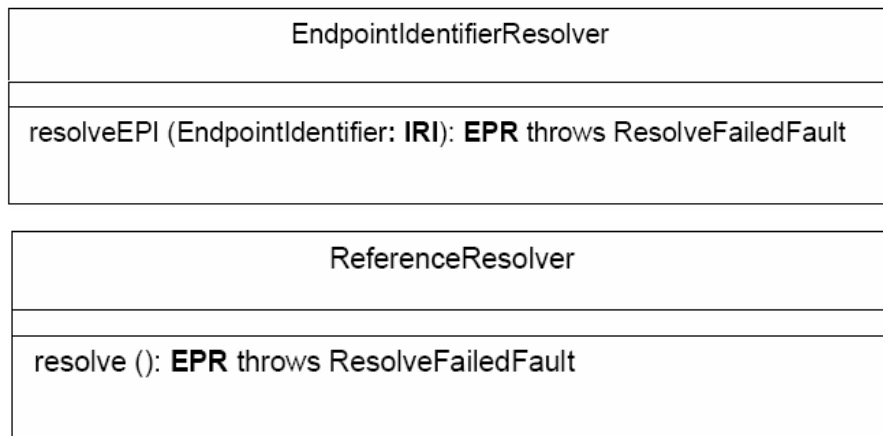 EndpointIdentifierResolver
resolveEPI (EndpointIdentifier: IRI): EPR throws ResolveFailedFault
ReferenceResolver
resolve (): EPR throws ResolveFailedFault